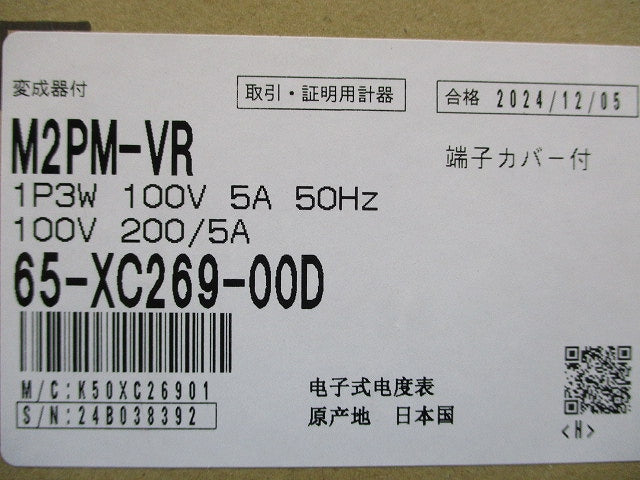 変成器付
取引・証明用計器
合格 2024/12/05
M2PM-VR
端子カバー付
1P3W 100V 5A 50Hz
100V 200/5A
65-XC269-00D
M/C:K50XC26901
S/N:24B038392
电子式电度表
原产地 日本国
<H>